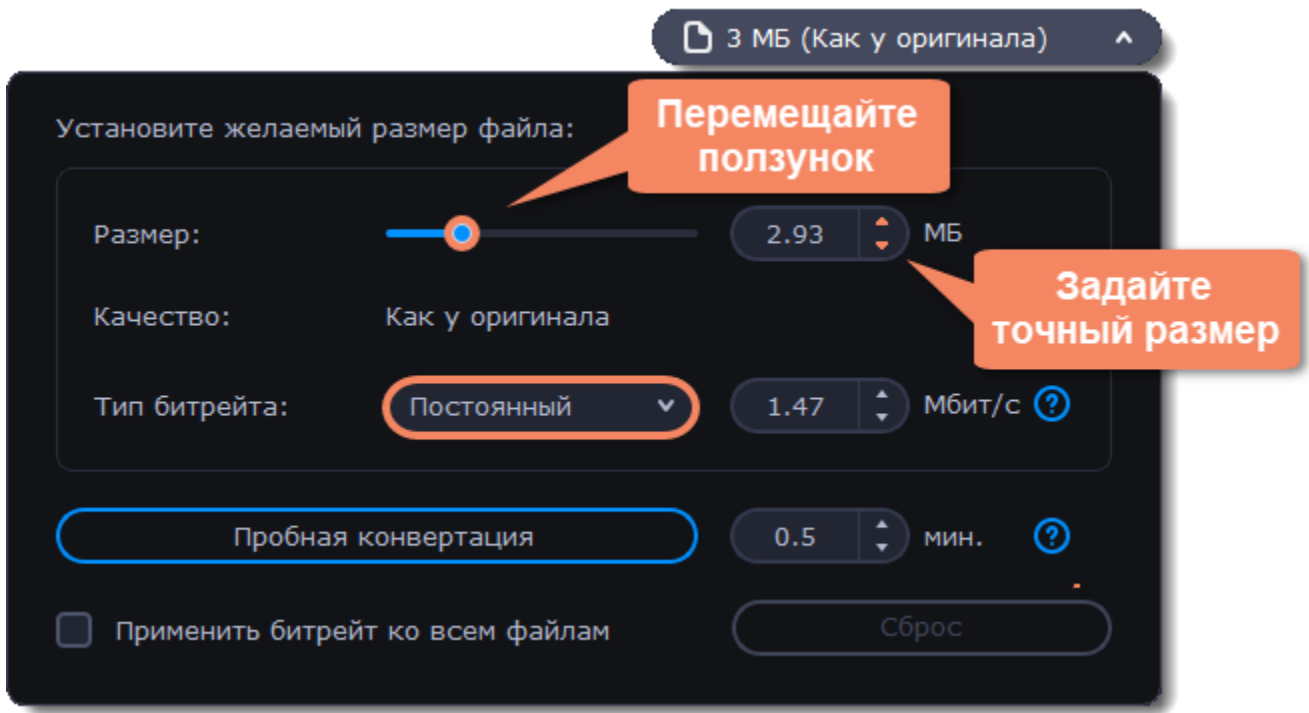 3 МБ (Как у оригинала)
Установите желаемый размер файла:
Перемещайте
ползунок
Размер:
2.93
МБ
Задайте
точный размер
Качество:
Как у оригинала
Тип битрейта:
Постоянный
1.47
Мбит/с
?
Пробная конвертация
0.5
мин.
?
Применить битрейт ко всем файлам
Сброс